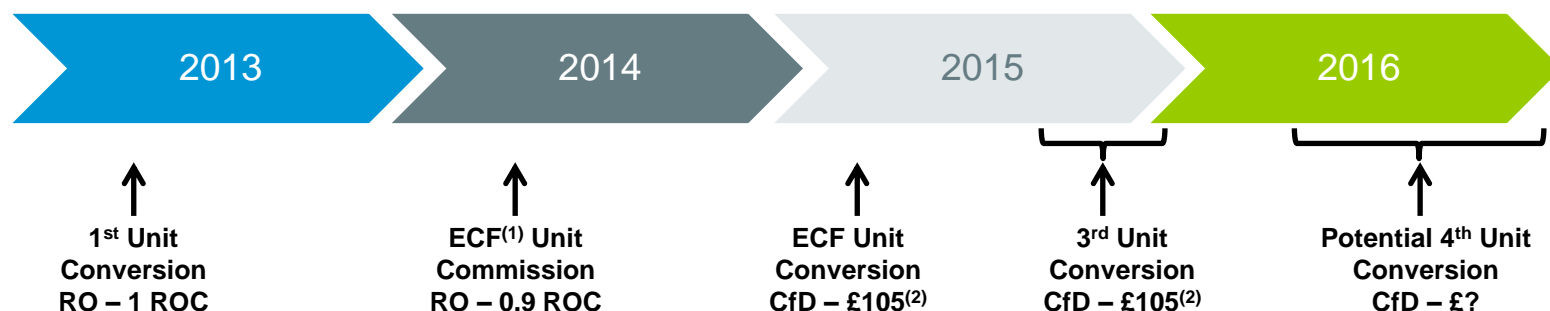 2013
2014
2015
2016
1st Unit
Conversion
RO – 1 ROC
ECF(1) Unit
Commission
RO – 0.9 ROC
ECF Unit
Conversion
CfD – £105(2)
3rd Unit
Conversion
CfD – £105(2)
Potential 4th Unit
Conversion
CfD – £?